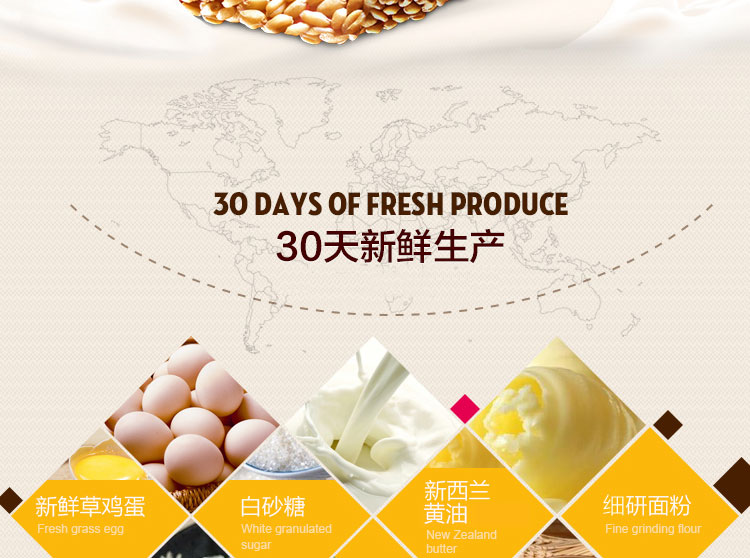 30 DAYS OF FRESH PRODUCE
30天新鲜生产
新鲜草鸡蛋
Fresh grass egg
白砂糖
White granulated
sugar
新西兰
黄油
New Zealand
butter
细研面粉
Fine grinding flour